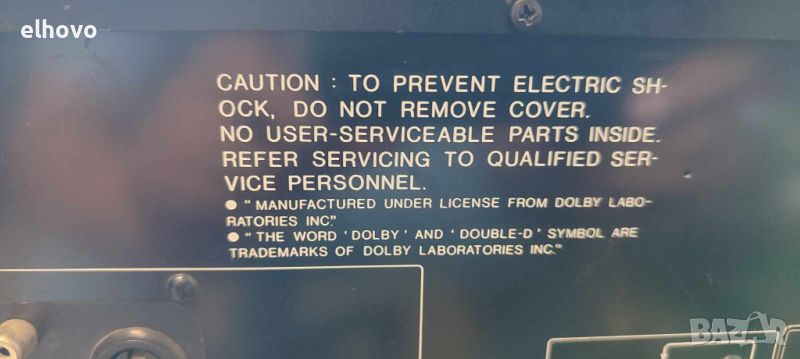 elhovo
CAUTION : TO PREVENT ELECTRIC SH-
OCK, DO NOT REMOVE COVER.
NO USER-SERVICEABLE PARTS INSIDE.
REFER SERVICING TO QUALIFIED SER-
VICE PERSONNEL.
● "MANUFACTURED UNDER LICENSE FROM DOLBY LABO-
RATORIES INC."
● "THE WORD 'DOLBY' AND 'DOUBLE-D' SYMBOL ARE
TRADEMARKS OF DOLBY LABORATORIES INC."
BAZAR